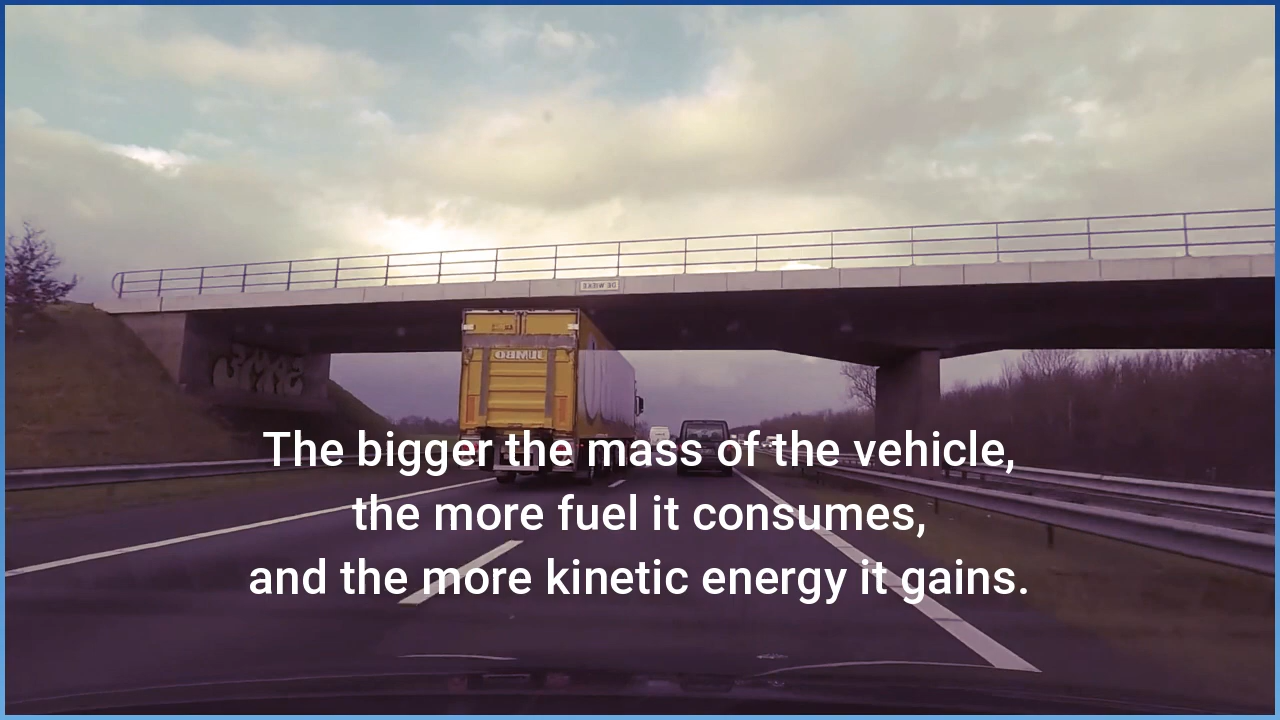 The bigger the mass of the vehicle,
the more fuel it consumes,
and the more kinetic energy it gains.